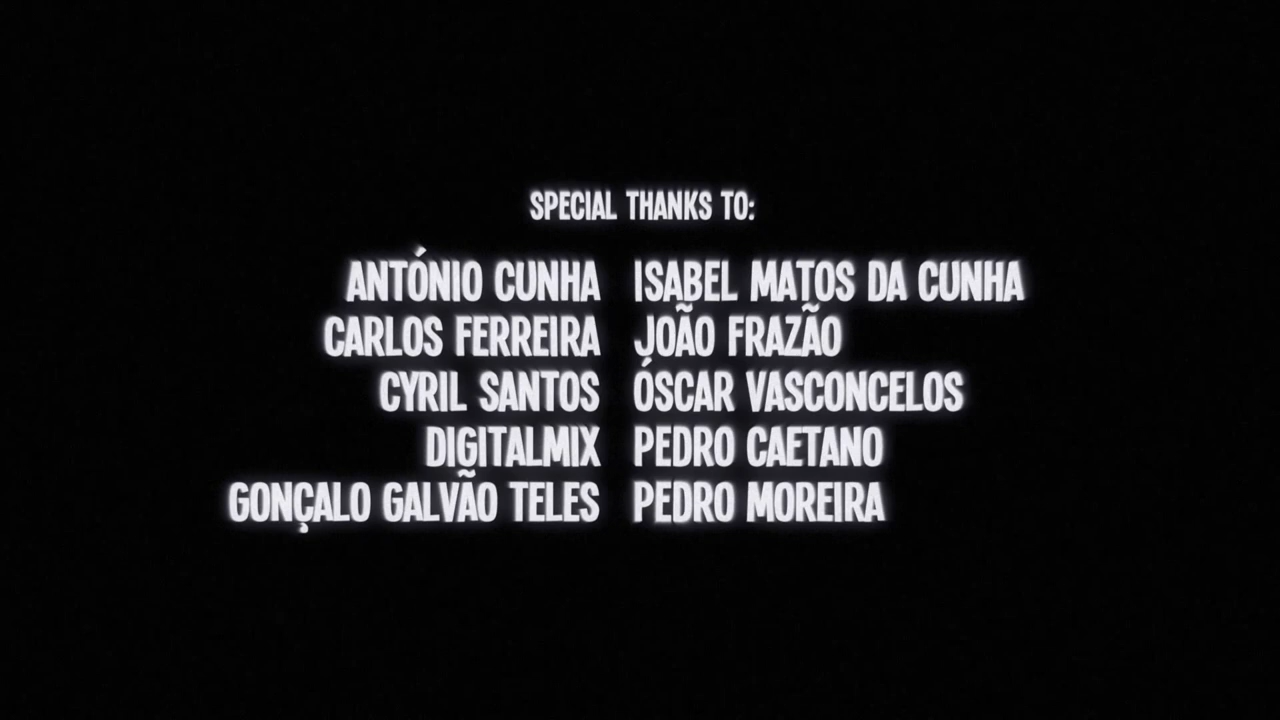 SPECIAL THANKS TO:
ANTÓNIO CUNHA ISABEL MATOS DA CUNHA
CARLOS FERREIRA JOÃO FRAZÃO
CYRIL SANTOS ÓSCAR VASCONCELOS
DIGITALMIX PEDRO CAETANO
GONÇALO GALVÃO TELES PEDRO MOREIRA